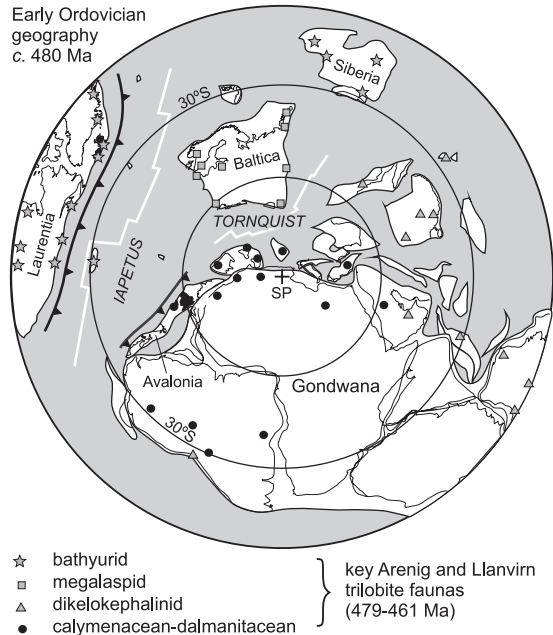 Early Ordovician
geography
c. 480 Ma
30°S
Siberia
Baltica
Laurentia
IAPETUS
TORNQUIST
SP
Avalonia
Gondwana
30°S
bathyurid
megalaspid
dikelokephalinid
calymenacean-dalmanitacean
key Arenig and Llanvirn
trilobite faunas
(479-461 Ma)